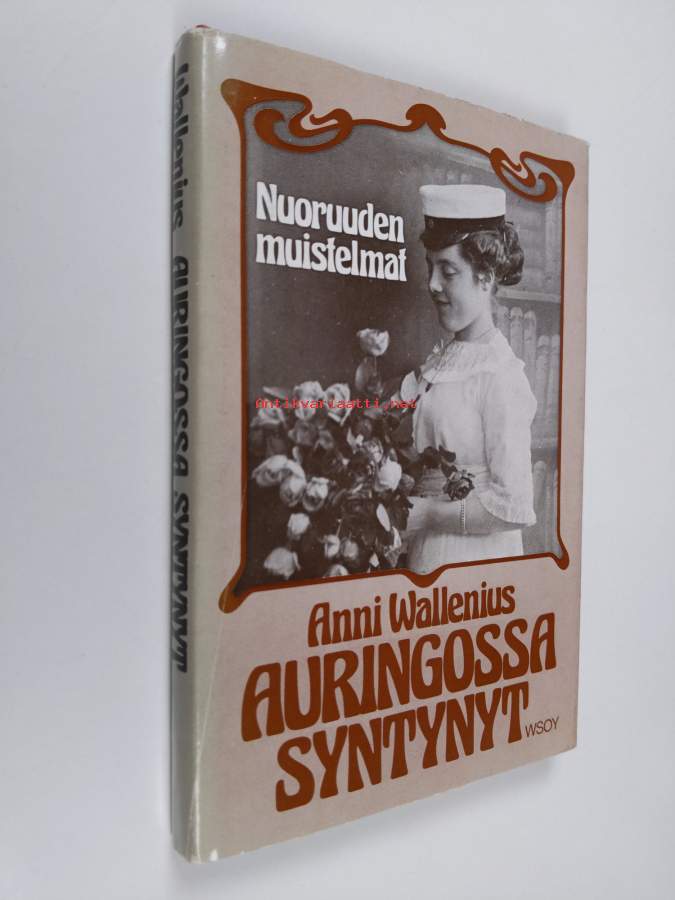 Wallenius AURINGOSSA SYNTYNYT
Nuoruuden
muistelmat
Antikvariaatti.net
Anni Wallenius
AURINGOSSA
SYNTYNYT
WSOY